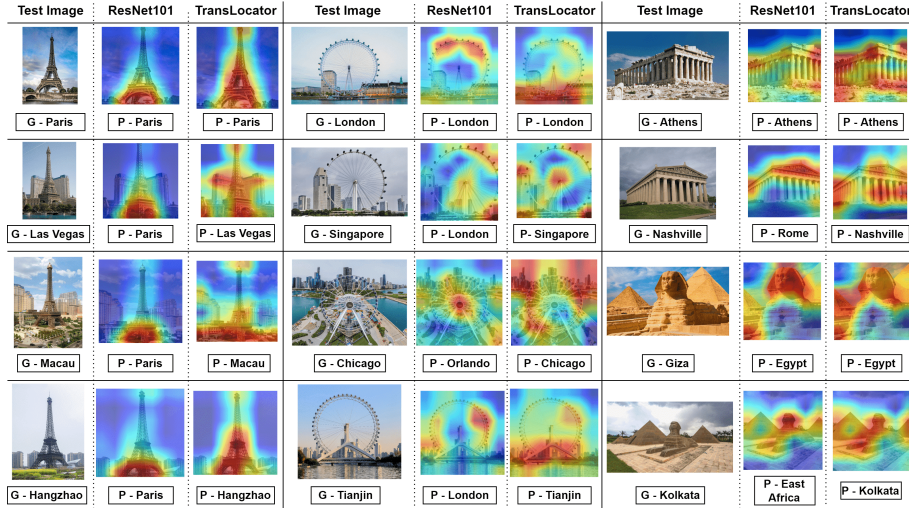 Test Image ResNet101 TransLocator Test Image ResNet101 TransLocator Test Image ResNet101 TransLocator
G - Paris P - Paris P - Paris G - London P - London P - London G - Athens P - Athens P - Athens
G - Las Vegas P - Paris P - Las Vegas G - Singapore P - London P- Singapore G - Nashville P - Rome P - Nashville
G - Macau P - Paris P - Macau G - Chicago P - Orlando P - Chicago G - Giza P - Egypt P - Egypt
G - Hangzhao P - Paris P - Hangzhao G - Tianjin P - London P - Tianjin G - Kolkata P - East Africa P - Kolkata